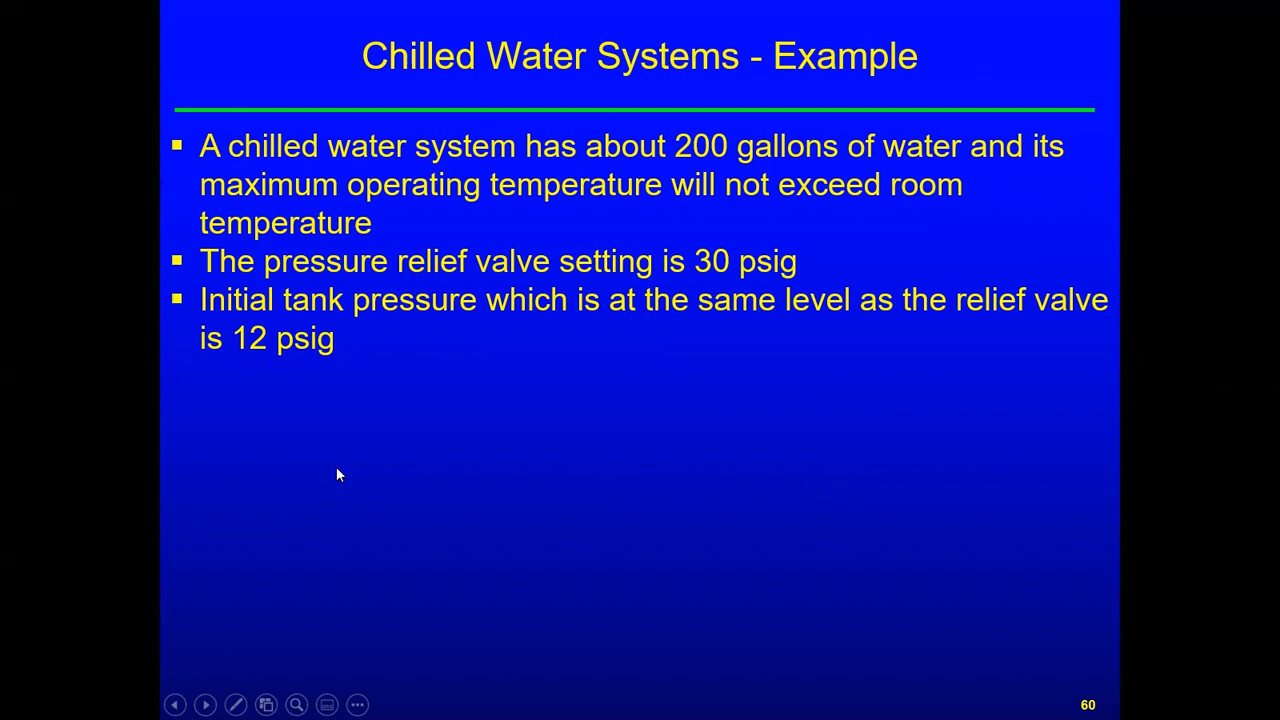 Chilled Water Systems - Example
▪ A chilled water system has about 200 gallons of water and its
maximum operating temperature will not exceed room
temperature
▪ The pressure relief valve setting is 30 psig
▪ Initial tank pressure which is at the same level as the relief valve
is 12 psig
60